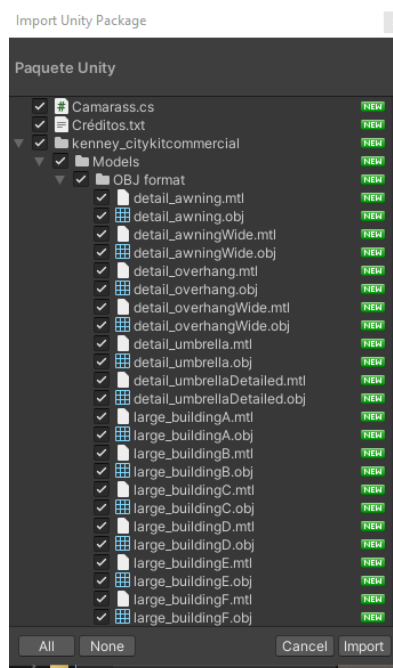 Import Unity Package
Paquete Unity
Camarass.cs NEW
Créditos.txt NEW
kenney_citykitcommercial NEW
Models NEW
OBJ format NEW
detail_awning.mtl NEW
detail_awning.obj NEW
detail_awningWide.mtl NEW
detail_awningWide.obj NEW
detail_overhang.mtl NEW
detail_overhang.obj NEW
detail_overhangWide.mtl NEW
detail_overhangWide.obj NEW
detail_umbrella.mtl NEW
detail_umbrella.obj NEW
detail_umbrellaDetailed.mtl NEW
detail_umbrellaDetailed.obj NEW
large_buildingA.mtl NEW
large_buildingA.obj NEW
large_buildingB.mtl NEW
large_buildingB.obj NEW
large_buildingC.mtl NEW
large_buildingC.obj NEW
large_buildingD.mtl NEW
large_buildingD.obj NEW
large_buildingE.mtl NEW
large_buildingE.obj NEW
large_buildingF.mtl NEW
large_buildingF.obj NEW
All None Cancel Import